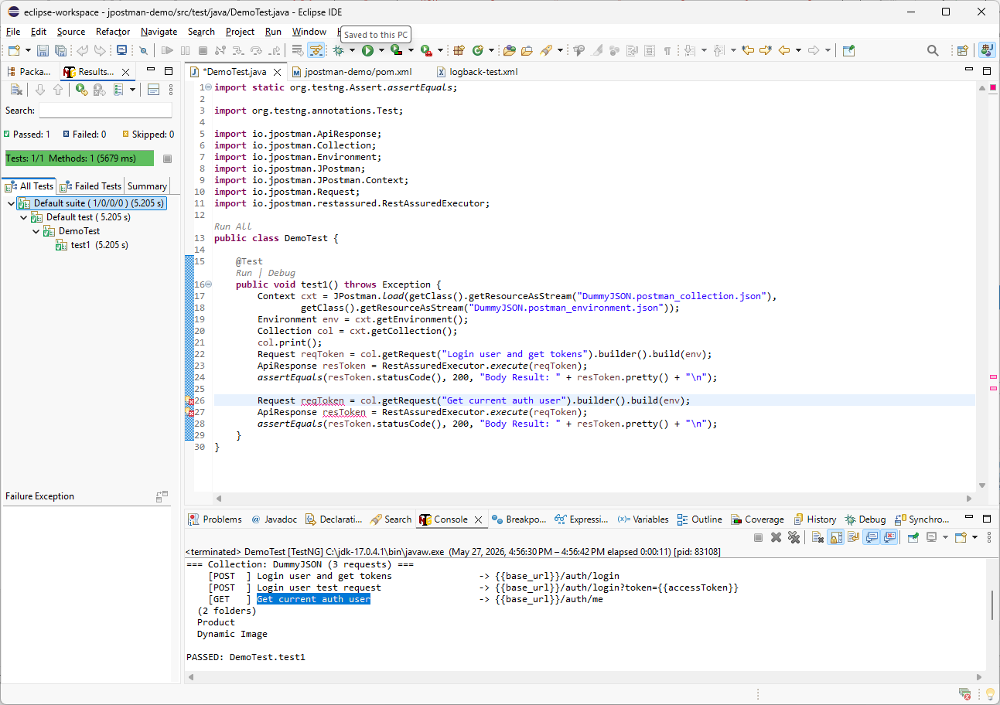 eclipse-workspace - jpostman-demo/src/test/java/DemoTest.java - Eclipse IDE
File Edit Source Refactor Navigate Search Project Run Window
Saved to this PC
Packa... Results...
*DemoTest.java jpostman-demo/pom.xml logback-test.xml
Search:
Passed: 1 Failed: 0 Skipped: 0
Tests: 1/1 Methods: 1 (5679 ms)
All Tests Failed Tests Summary
Default suite ( 1/0/0/0 ) (5.205 s)
Default test ( 5.205 s)
DemoTest
test1 (5.205 s)
Failure Exception
1 import static org.testng.Assert.assertEquals;
2
3 import org.testng.annotations.Test;
4
5 import io.jpostman.ApiResponse;
6 import io.jpostman.Collection;
7 import io.jpostman.Environment;
8 import io.jpostman.JPostman;
9 import io.jpostman.JPostman.Context;
10 import io.jpostman.Request;
11 import io.jpostman.restassured.RestAssuredExecutor;
12
Run All
13 public class DemoTest {
14
15 @Test
Run | Debug
16 public void test1() throws Exception {
17 Context cxt = JPostman.load(getClass().getResourceAsStream("DummyJSON.postman_collection.json"),
18 getClass().getResourceAsStream("DummyJSON.postman_environment.json"));
19 Environment env = cxt.getEnvironment();
20 Collection col = cxt.getCollection();
21 col.print();
22 Request reqToken = col.getRequest("Login user and get tokens").builder().build(env);
23 ApiResponse resToken = RestAssuredExecutor.execute(reqToken);
24 assertEquals(resToken.statusCode(), 200, "Body Result: " + resToken.pretty() + "\n");
25
26 Request reqToken = col.getRequest("Get current auth user").builder().build(env);
27 ApiResponse resToken = RestAssuredExecutor.execute(reqToken);
28 assertEquals(resToken.statusCode(), 200, "Body Result: " + resToken.pretty() + "\n");
29 }
30 }
Problems @ Javadoc Declarati... Search Console Breakpo... Expressi... (x)= Variables Outline Coverage History Debug Synchro...
<terminated> DemoTest [TestNG] C:\jdk-17.0.4.1\bin\javaw.exe (May 27, 2026, 4:56:30 PM – 4:56:42 PM elapsed 0:00:11) [pid: 83108]
=== Collection: DummyJSON (3 requests) ===
[POST ] Login user and get tokens -> {{base_url}}/auth/login
[POST ] Login user test request -> {{base_url}}/auth/login?token={{accessToken}}
[GET ] Get current auth user -> {{base_url}}/auth/me
(2 folders)
Product
Dynamic Image
PASSED: DemoTest.test1